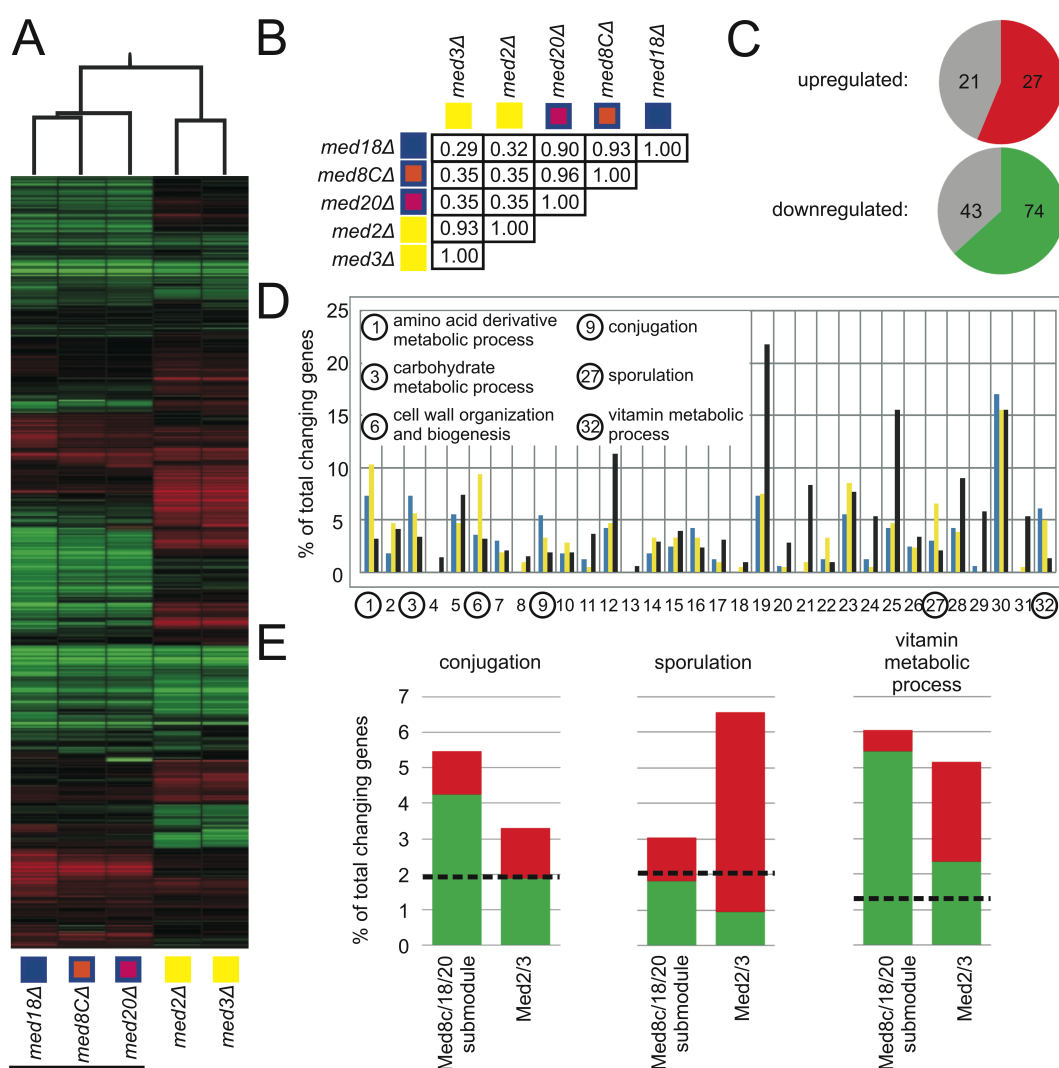 A
B
C
med3Δ
med2Δ
med20Δ
med8CΔ
med18Δ
med18Δ 0.29 0.32 0.90 0.93 1.00
med8CΔ 0.35 0.35 0.96 1.00
med20Δ 0.35 0.35 1.00
med2Δ 0.93 1.00
med3Δ 1.00
upregulated: 21 27
downregulated: 43 74
D
% of total changing genes
25
20
15
10
5
0
1 amino acid derivative
metabolic process
3 carbohydrate
metabolic process
6 cell wall organization
and biogenesis
9 conjugation
27 sporulation
32 vitamin metabolic
process
1 2 3 4 5 6 7 8 9 10 11 12 13 14 15 16 17 18 19 20 21 22 23 24 25 26 27 28 29 30 31 32
E
conjugation
sporulation
vitamin
metabolic
process
% of total changing genes
7
6
5
4
3
2
1
0
Med8c/18/20
submodule
Med2/3
Med8c/18/20
submodule
Med2/3
Med8c/18/20
submodule
Med2/3
med18Δ
med8CΔ
med20Δ
med2Δ
med3Δ